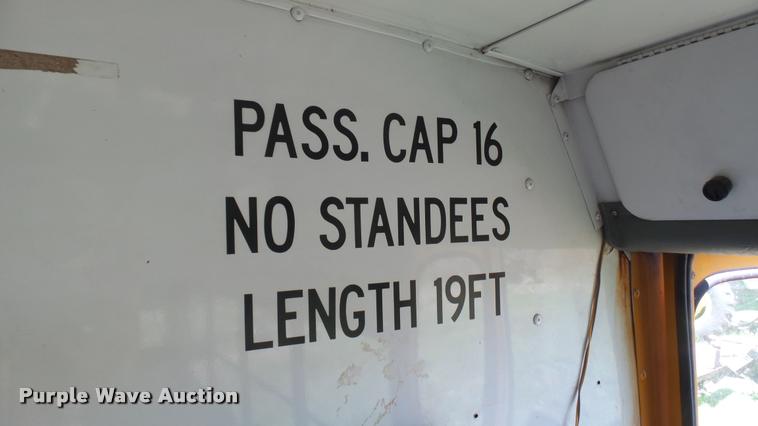 PASS. CAP 16
NO STANDEES
LENGTH 19FT
Purple Wave Auction